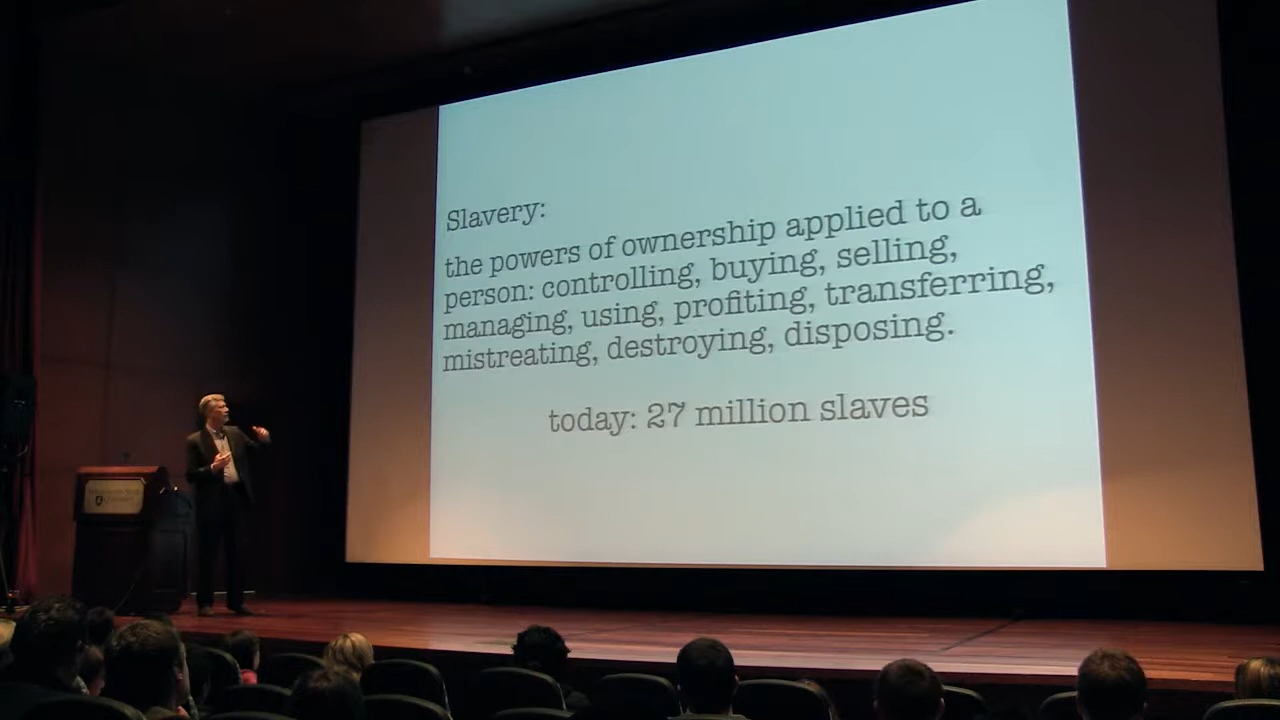 Slavery:
the powers of ownership applied to a
person: controlling, buying, selling,
managing, using, profiting, transferring,
mistreating, destroying, disposing.
today: 27 million slaves